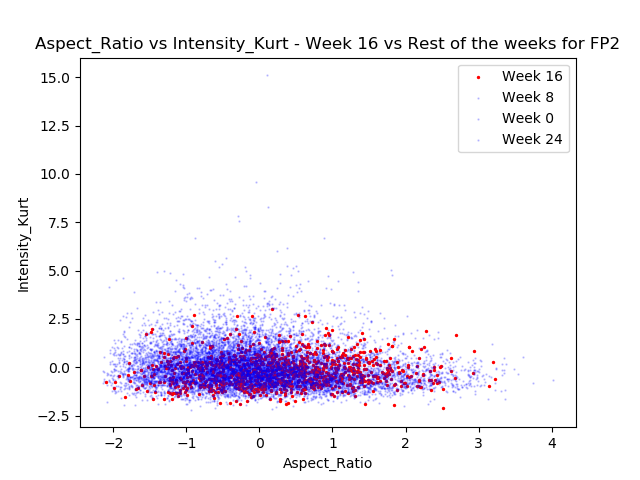 Aspect_Ratio vs Intensity_Kurt - Week 16 vs Rest of the weeks for FP2
Week 16
Week 8
Week 0
Week 24
15.0
12.5
10.0
7.5
5.0
2.5
0.0
−2.5
Intensity_Kurt
−2 −1 0 1 2 3 4
Aspect_Ratio